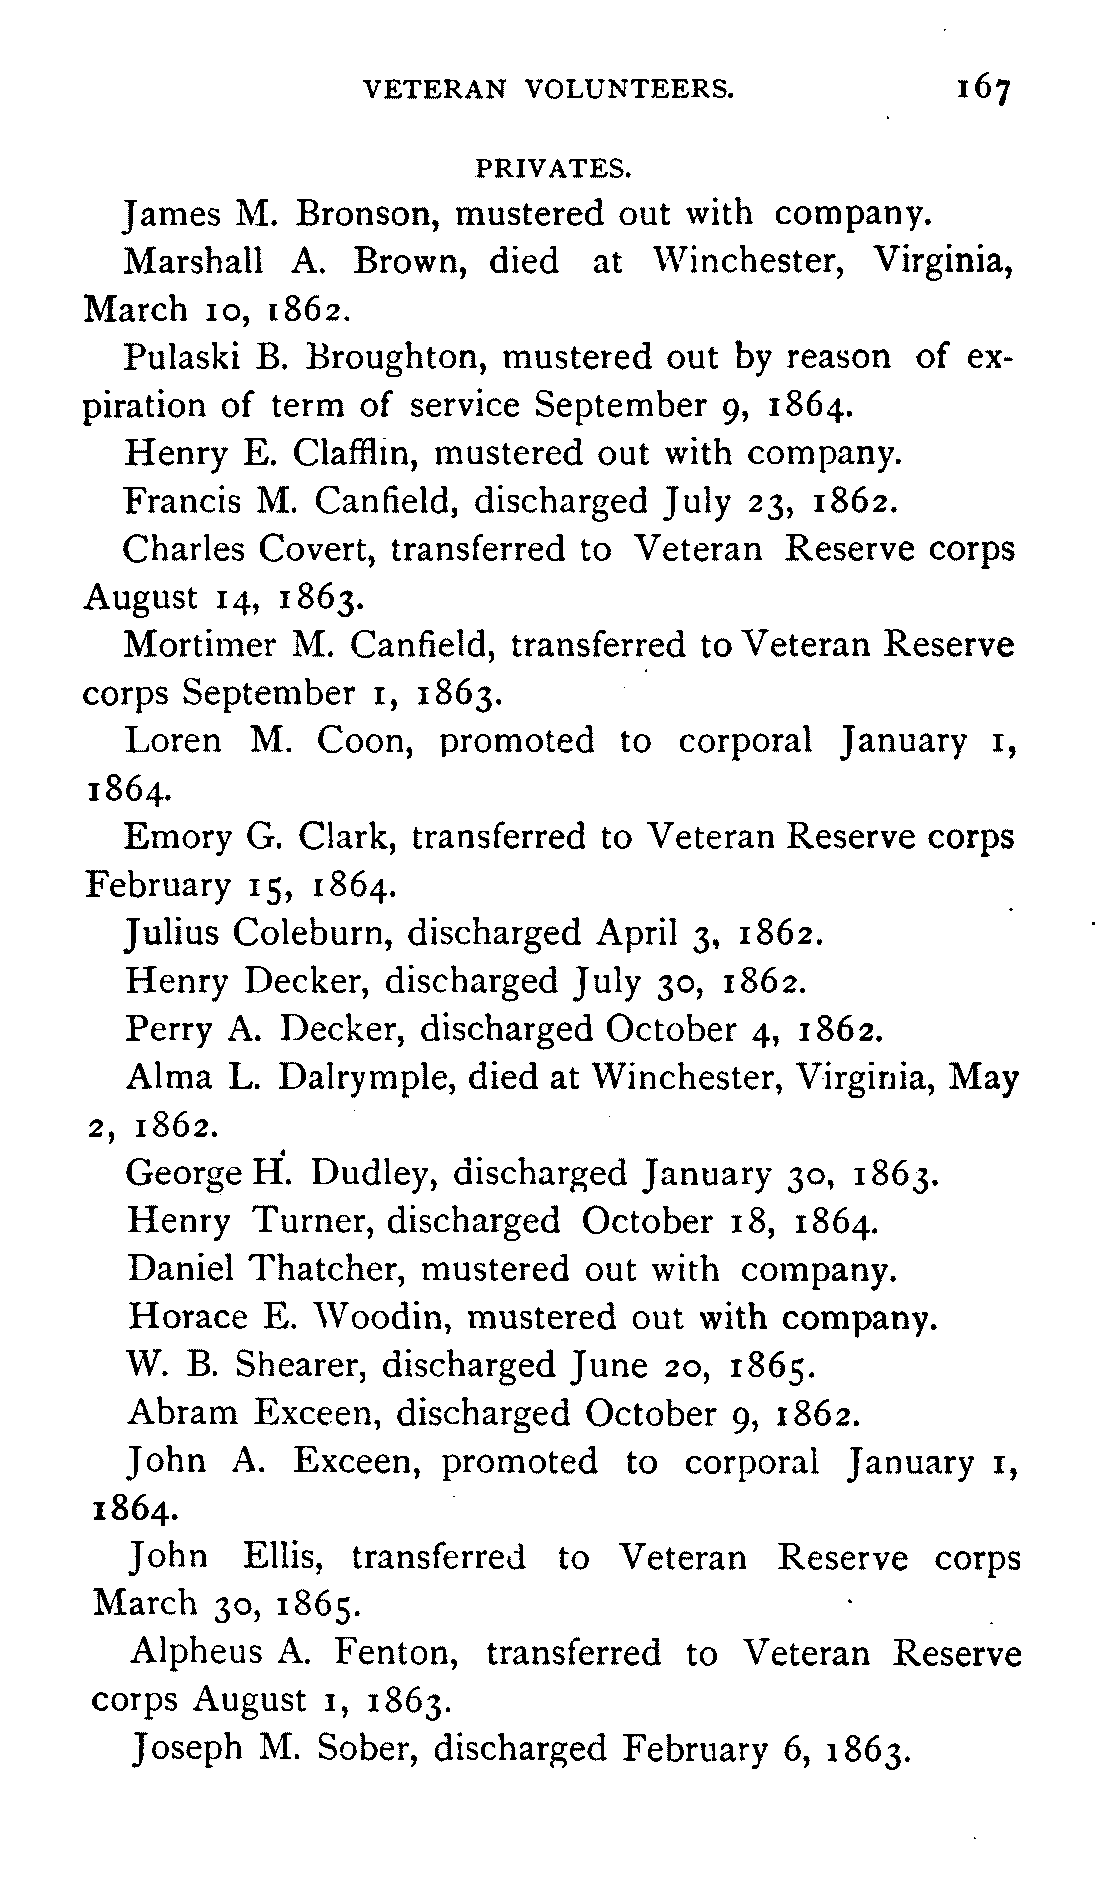 VETERAN VOLUNTEERS. 167
PRIVATES.
James M. Bronson, mustered out with company.
Marshall A. Brown, died at Winchester, Virginia,
March 10, 1862.
Pulaski B. Broughton, mustered out by reason of ex-
piration of term of service September 9, 1864.
Henry E. Clafflin, mustered out with company.
Francis M. Canfield, discharged July 23, 1862.
Charles Covert, transferred to Veteran Reserve corps
August 14, 1863.
Mortimer M. Canfield, transferred to Veteran Reserve
corps September 1, 1863.
Loren M. Coon, promoted to corporal January 1,
1864.
Emory G. Clark, transferred to Veteran Reserve corps
February 15, 1864.
Julius Coleburn, discharged April 3, 1862.
Henry Decker, discharged July 30, 1862.
Perry A. Decker, discharged October 4, 1862.
Alma L. Dalrymple, died at Winchester, Virginia, May
2, 1862.
George H. Dudley, discharged January 30, 1863.
Henry Turner, discharged October 18, 1864.
Daniel Thatcher, mustered out with company.
Horace E. Woodin, mustered out with company.
W. B. Shearer, discharged June 20, 1865.
Abram Exceen, discharged October 9, 1862.
John A. Exceen, promoted to corporal January 1,
1864.
John Ellis, transferred to Veteran Reserve corps
March 30, 1865.
Alpheus A. Fenton, transferred to Veteran Reserve
corps August 1, 1863.
Joseph M. Sober, discharged February 6, 1863.